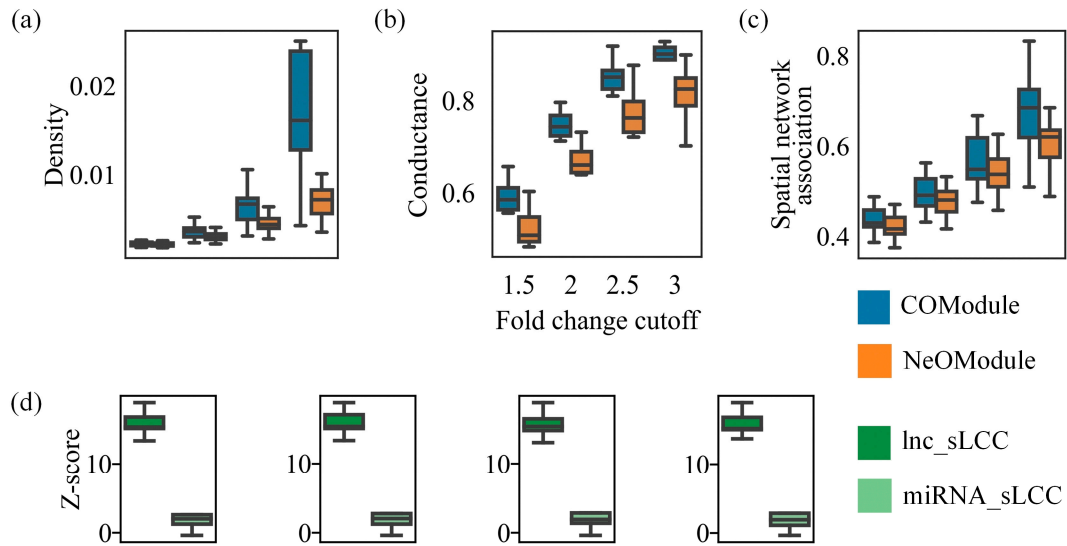 (a)
Density
0.02
0.01
(b)
Conductance
0.8
0.6
1.5 2 2.5 3
Fold change cutoff
(c)
Spatial network
association
0.8
0.6
0.4
COModule
NeOModule
(d)
Z-score
10
0
10
0
10
0
10
0
lnc_sLCC
miRNA_sLCC